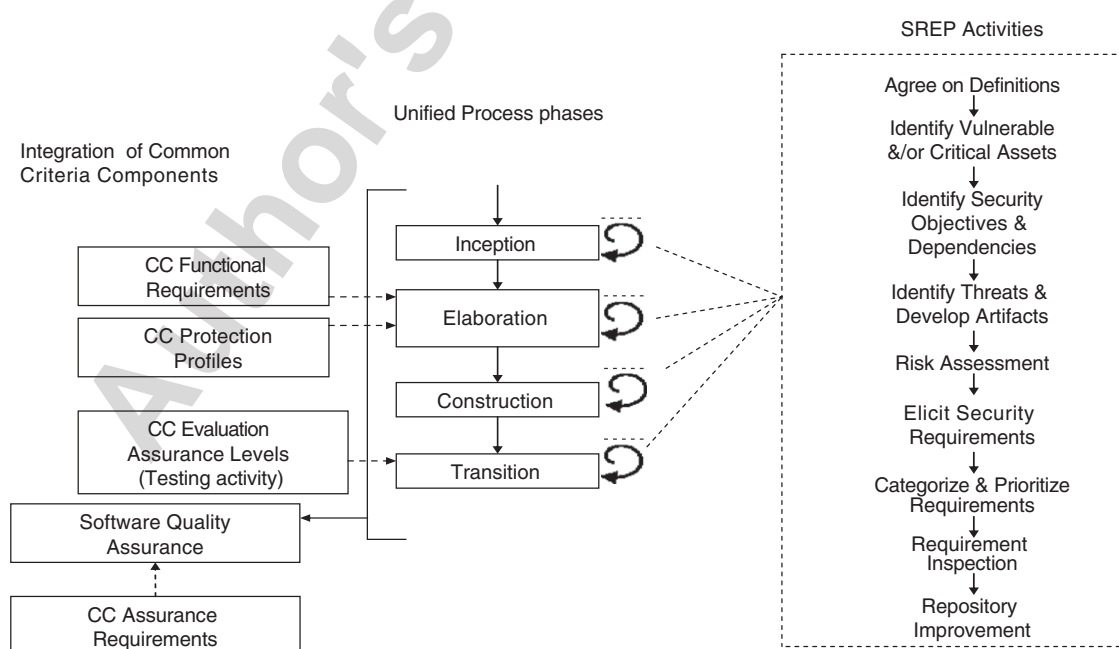 SREP Activities
Unified Process phases
Integration of Common
Criteria Components
CC Functional
Requirements
CC Protection
Profiles
CC Evaluation
Assurance Levels
(Testing activity)
Software Quality
Assurance
CC Assurance
Requirements
Inception
Elaboration
Construction
Transition
Agree on Definitions
Identify Vulnerable
&/or Critical Assets
Identify Security
Objectives &
Dependencies
Identify Threats &
Develop Artifacts
Risk Assessment
Elicit Security
Requirements
Categorize & Prioritize
Requirements
Requirement
Inspection
Repository
Improvement
Author's